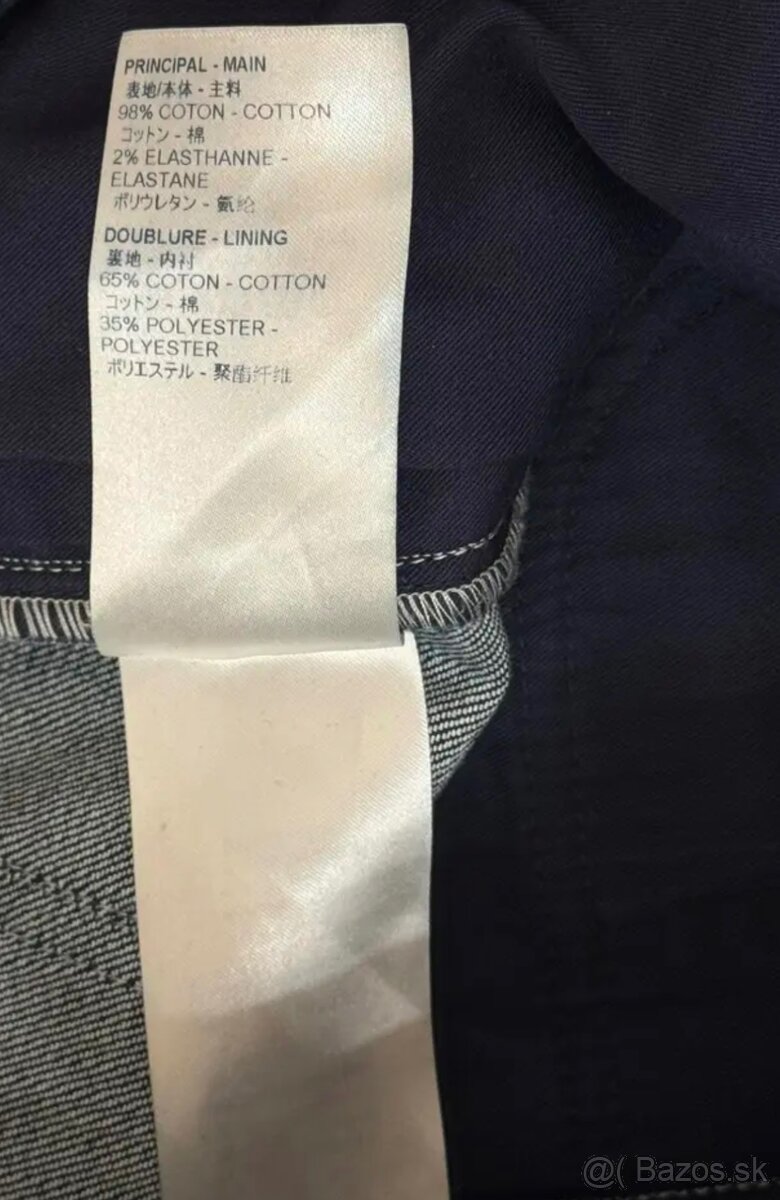 PRINCIPAL - MAIN
表地/本体 - 主料
98% COTON - COTTON
コットン - 棉
2% ELASTHANNE -
ELASTANE
ポリウレタン - 氨纶
DOUBLURE - LINING
裏地 - 内衬
65% COTON - COTTON
コットン - 棉
35% POLYESTER -
POLYESTER
ポリエステル - 聚酯纤维
@( Bazos.sk